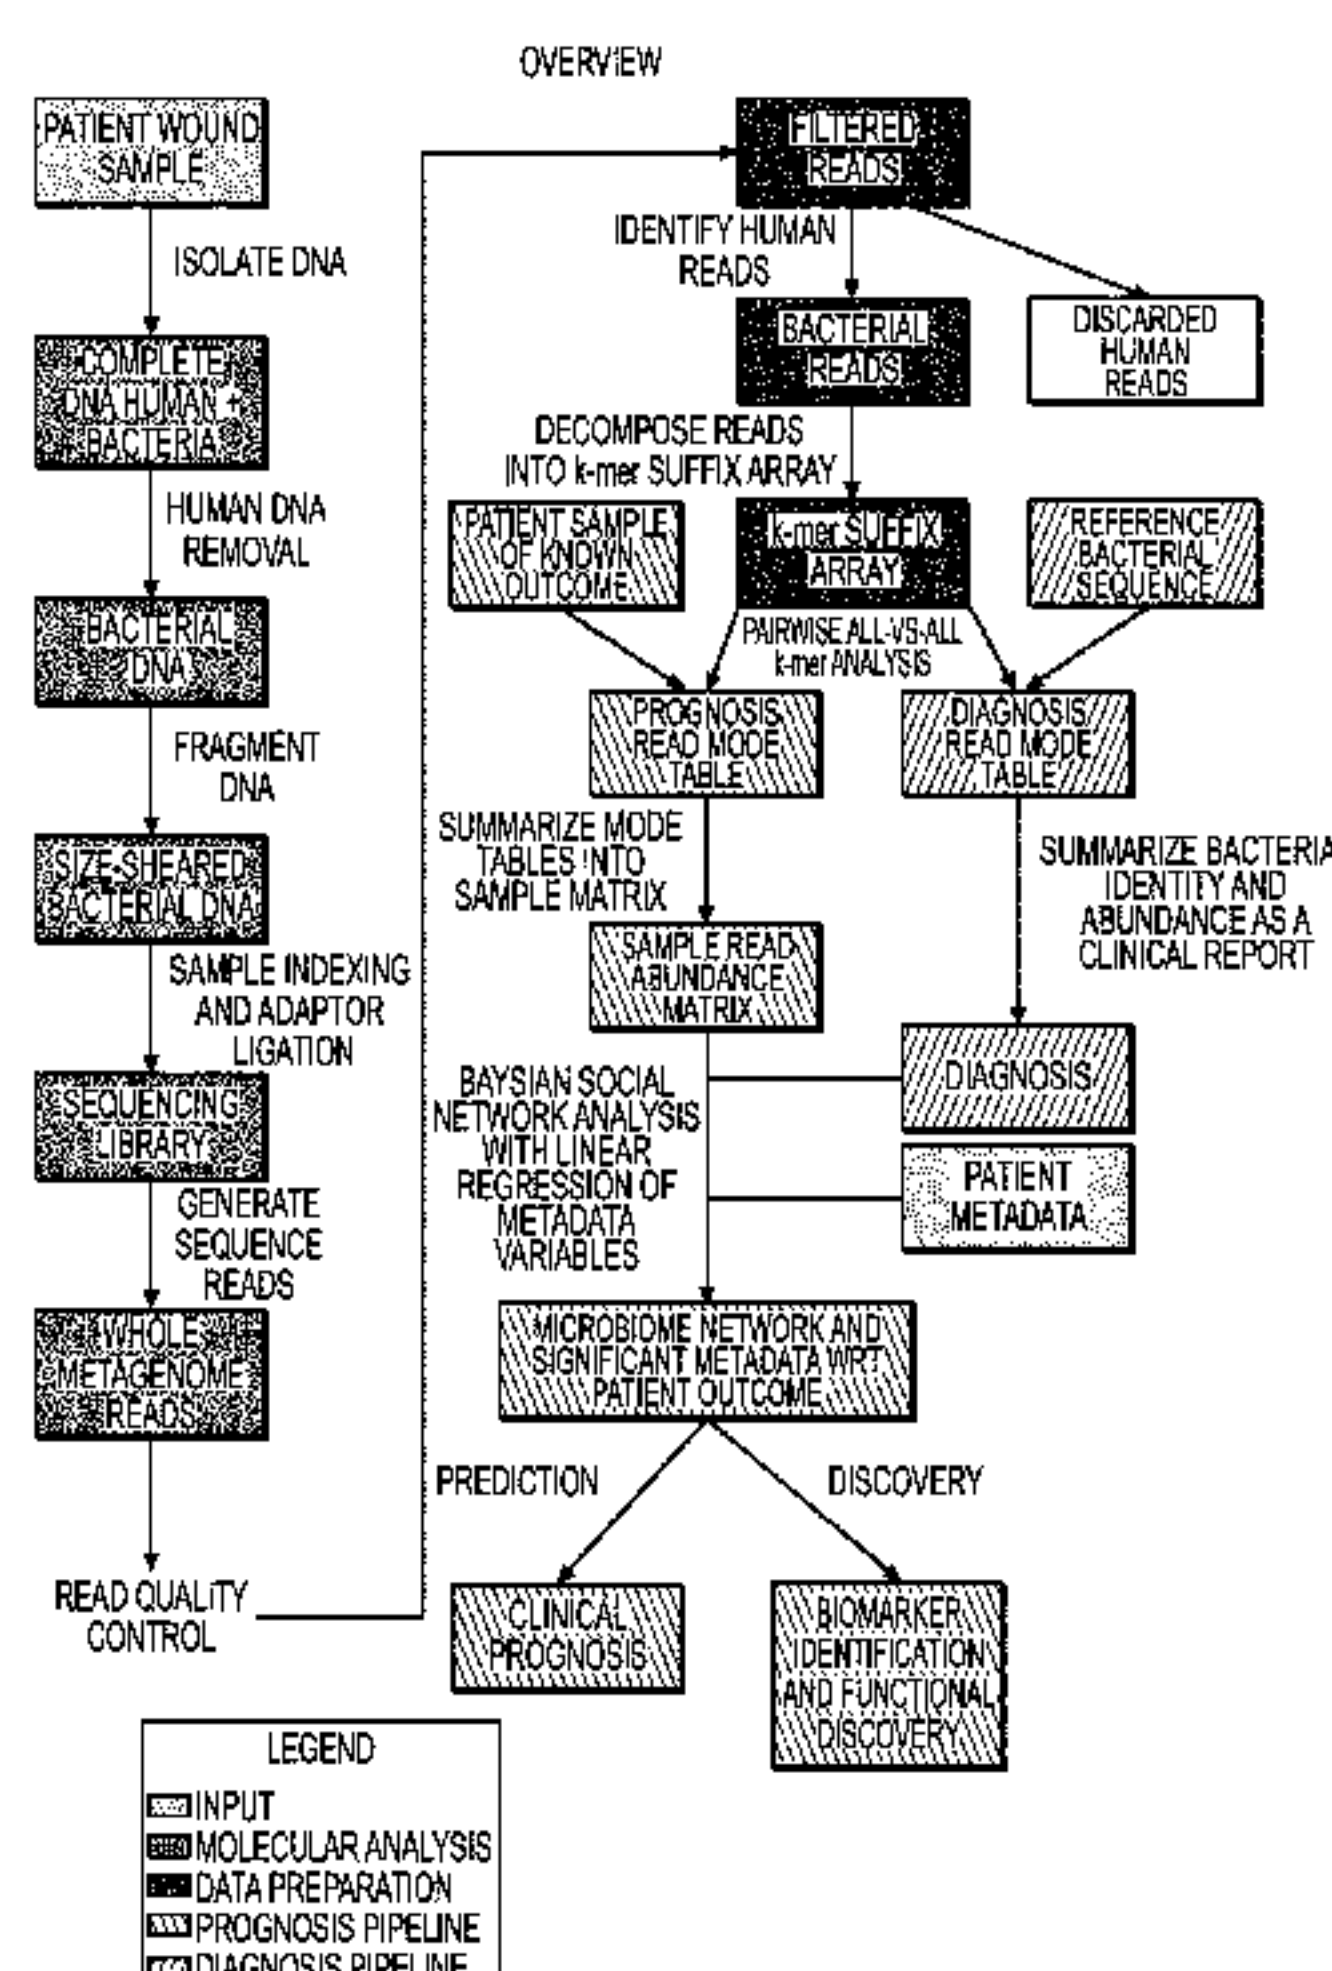 OVERVIEW
PATIENT WOUND
SAMPLE
ISOLATE DNA
COMPLETE
DNA HUMAN +
BACTERIA
HUMAN DNA
REMOVAL
BACTERIAL
DNA
FRAGMENT
DNA
SIZE-SHEARED
BACTERIAL DNA
SAMPLE INDEXING
AND ADAPTOR
LIGATION
SEQUENCING
LIBRARY
GENERATE
SEQUENCE
READS
WHOLE
METAGENOME
READS
READ QUALITY
CONTROL
FILTERED
READS
IDENTIFY HUMAN
READS
BACTERIAL
READS
DISCARDED
HUMAN
READS
DECOMPOSE READS
INTO k-mer SUFFIX ARRAY
PATIENT SAMPLE
OF KNOWN
OUTCOME
k-mer SUFFIX
ARRAY
REFERENCE
BACTERIAL
SEQUENCE
PAIRWISE ALL-VS-ALL
k-mer ANALYSIS
PROGNOSIS
READ MODE
TABLE
DIAGNOSIS
READ MODE
TABLE
SUMMARIZE MODE
TABLES INTO
SAMPLE MATRIX
SUMMARIZE BACTERIA
IDENTITY AND
ABUNDANCE AS A
CLINICAL REPORT
SAMPLE READ
ABUNDANCE
MATRIX
BAYSIAN SOCIAL
NETWORK ANALYSIS
WITH LINEAR
REGRESSION OF
METADATA
VARIABLES
DIAGNOSIS
PATIENT
METADATA
MICROBIOME NETWORK AND
SIGNIFICANT METADATA WRT
PATIENT OUTCOME
PREDICTION
DISCOVERY
CLINICAL
PROGNOSIS
BIOMARKER
IDENTIFICATION
AND FUNCTIONAL
DISCOVERY
LEGEND
INPUT
MOLECULAR ANALYSIS
DATA PREPARATION
PROGNOSIS PIPELINE
DIAGNOSIS PIPELINE